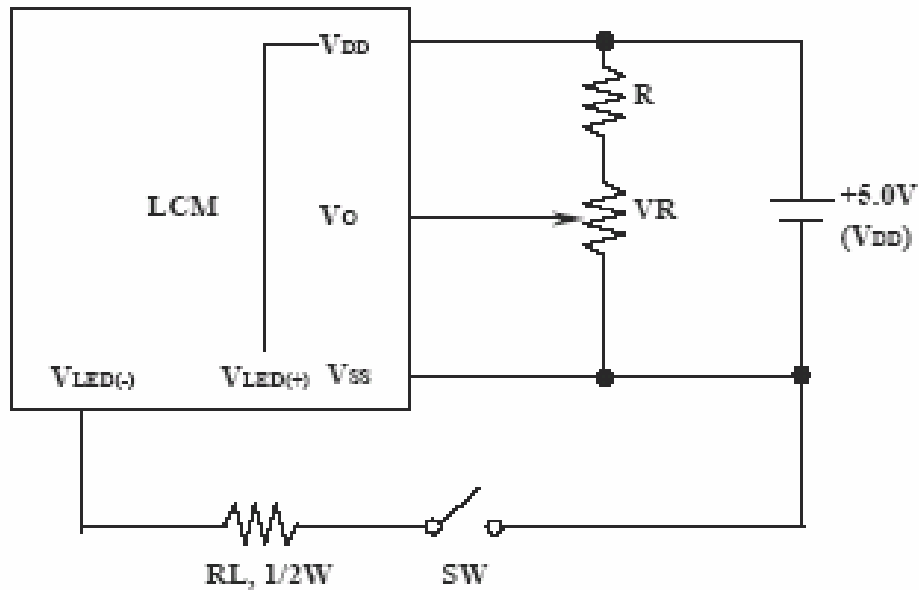 VDD
R
LCM
VO
VR
+5.0V
(VDD)
VLED(-)
VLED(+)
VSS
RL, 1/2W
SW